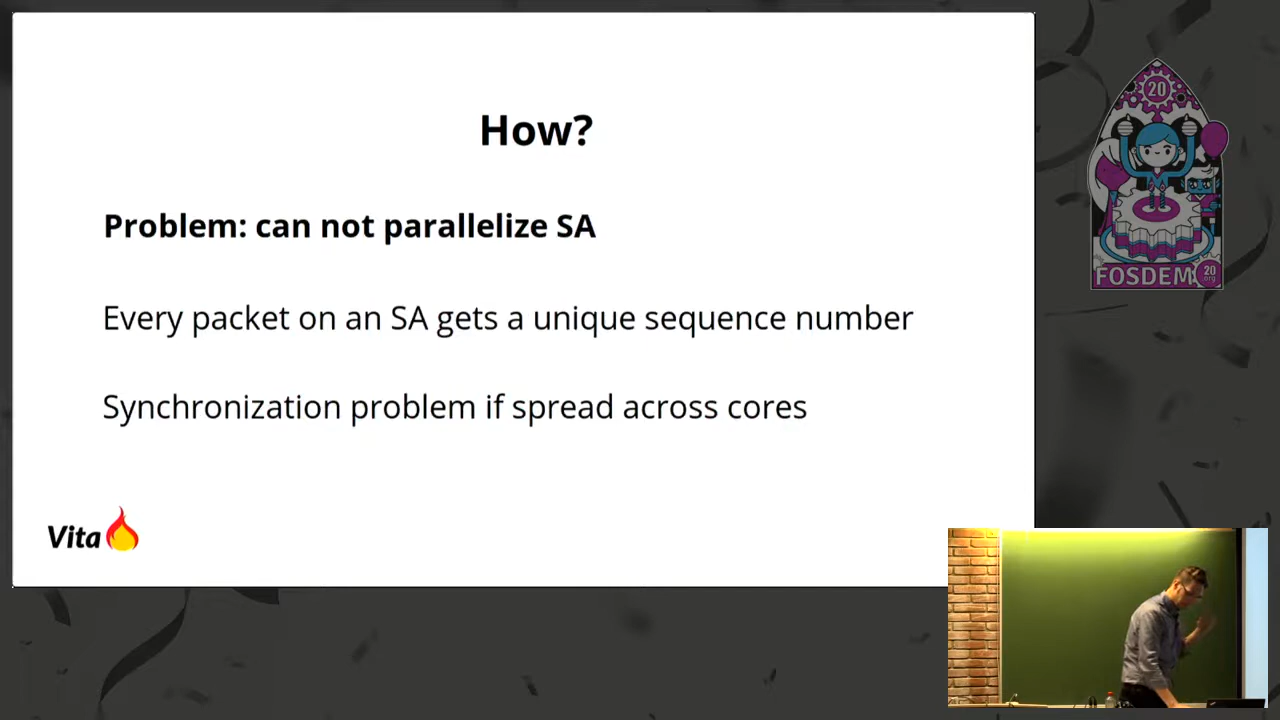 How?
Problem: can not parallelize SA
Every packet on an SA gets a unique sequence number
Synchronization problem if spread across cores
Vita
20
FOSDEM
20
.org